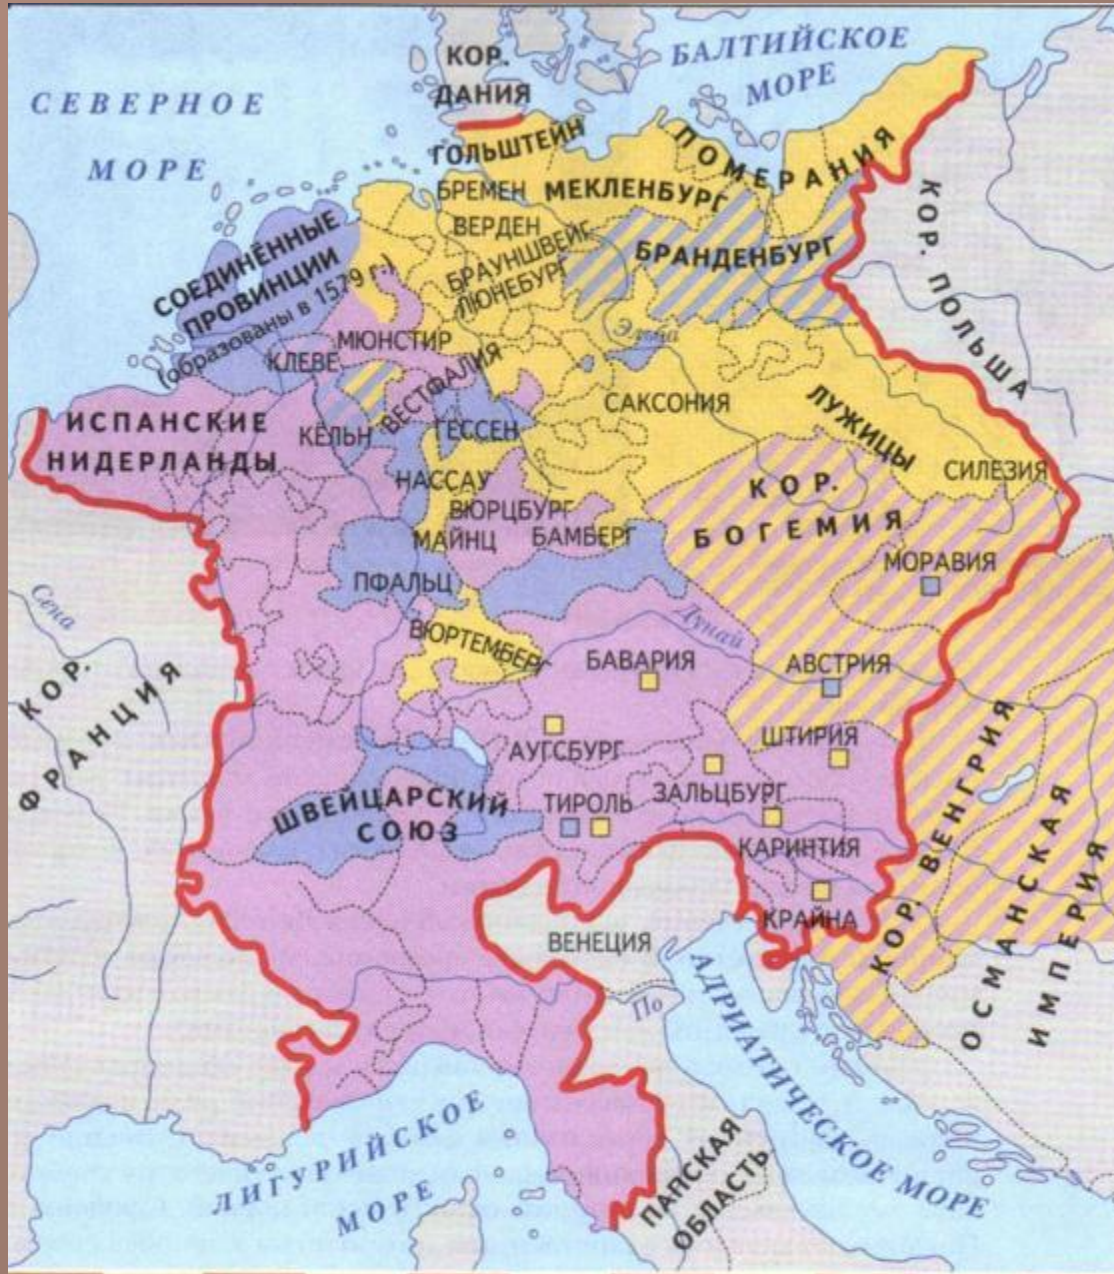 СЕВЕРНОЕ
МОРЕ
КОР.
ДАНИЯ
БАЛТИЙСКОЕ
МОРЕ
ГОЛЬШТЕЙН
ПОМЕРАНИЯ
БРЕМЕН
МЕКЛЕНБУРГ
ВЕРДЕН
БРАУНШВЕЙГ
ЛЮНЕБУРГ
БРАНДЕНБУРГ
КОР. ПОЛЬША
СОЕДИНЁННЫЕ
ПРОВИНЦИИ
(образованы в 1579 г.)
Эльба
МЮНСТИР
КЛЕВЕ
ВЕСТФАЛИЯ
ИСПАНСКИЕ
НИДЕРЛАНДЫ
КЁЛЬН
ГЕССЕН
САКСОНИЯ
ЛУЖИЦЫ
СИЛЕЗИЯ
НАССАУ
ВЮРЦБУРГ
МАЙНЦ
БАМБЕРГ
КОР.
БОГЕМИЯ
МОРАВИЯ
ПФАЛЬЦ
Сена
Дунай
ВЮРТЕМБЕРГ
БАВАРИЯ
АВСТРИЯ
КОР.
ФРАНЦИЯ
АУГСБУРГ
ШТИРИЯ
ШВЕЙЦАРСКИЙ
СОЮЗ
ТИРОЛЬ
ЗАЛЬЦБУРГ
КАРИНТИЯ
КРАЙНА
КОР. ВЕНГРИЯ
ОСМАНСКАЯ
ИМПЕРИЯ
ВЕНЕЦИЯ
По
АДРИАТИЧЕСКОЕ МОРЕ
ЛИГУРИЙСКОЕ
МОРЕ
ПАПСКАЯ
ОБЛАСТЬ